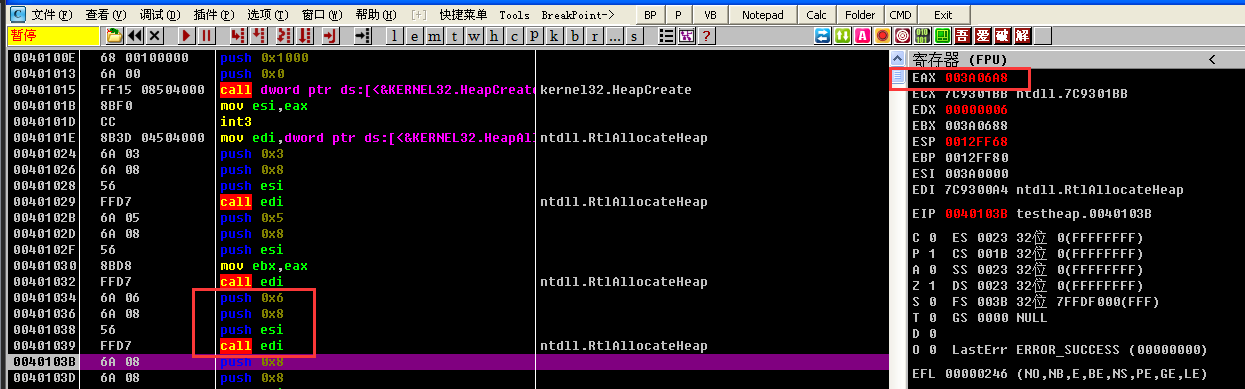 文件(F) 查看(V) 调试(D) 插件(P) 选项(T) 窗口(W) 帮助(H) [+] 快捷菜单 Tools BreakPoint-> BP P VB Notepad Calc Folder CMD Exit
暂停 l e m t w h c p k b r ... s ? 吾 爱 破 解
0040100E 68 00100000 push 0x1000
00401013 6A 00 push 0x0
00401015 FF15 08504000 call dword ptr ds:[<&KERNEL32.HeapCreate kernel32.HeapCreate
0040101B 8BF0 mov esi,eax
0040101D CC int3
0040101E 8B3D 04504000 mov edi,dword ptr ds:[<&KERNEL32.HeapAl ntdll.RtlAllocateHeap
00401024 6A 03 push 0x3
00401026 6A 08 push 0x8
00401028 56 push esi
00401029 FFD7 call edi ntdll.RtlAllocateHeap
0040102B 6A 05 push 0x5
0040102D 6A 08 push 0x8
0040102F 56 push esi
00401030 8BD8 mov ebx,eax
00401032 FFD7 call edi ntdll.RtlAllocateHeap
00401034 6A 06 push 0x6
00401036 6A 08 push 0x8
00401038 56 push esi
00401039 FFD7 call edi ntdll.RtlAllocateHeap
0040103B 6A 08 push 0x8
0040103D 6A 08 push 0x8
寄存器 (FPU) <
EAX 003A06A8
ECX 7C9301BB ntdll.7C9301BB
EDX 00000006
EBX 003A0688
ESP 0012FF68
EBP 0012FF80
ESI 003A0000
EDI 7C9300A4 ntdll.RtlAllocateHeap
EIP 0040103B testheap.0040103B
C 0 ES 0023 32位 0(FFFFFFFF)
P 1 CS 001B 32位 0(FFFFFFFF)
A 0 SS 0023 32位 0(FFFFFFFF)
Z 1 DS 0023 32位 0(FFFFFFFF)
S 0 FS 003B 32位 7FFDF000(FFF)
T 0 GS 0000 NULL
D 0
O 0 LastErr ERROR_SUCCESS (00000000)
EFL 00000246 (NO,NB,E,BE,NS,PE,GE,LE)